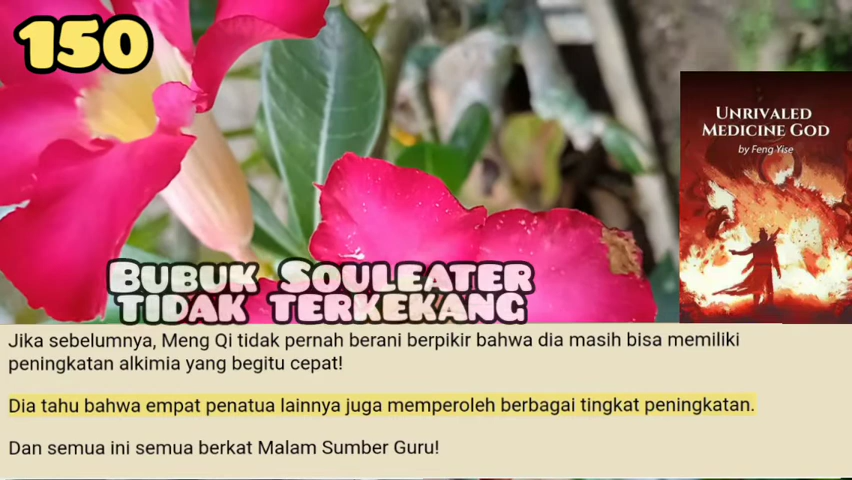 150
UNRIVALED
MEDICINE GOD
by Feng Yise
BUBUK SOULEATER
TIDAK TERKEKANG
Jika sebelumnya, Meng Qi tidak pernah berani berpikir bahwa dia masih bisa memiliki
peningkatan alkimia yang begitu cepat!
Dia tahu bahwa empat penatua lainnya juga memperoleh berbagai tingkat peningkatan.
Dan semua ini semua berkat Malam Sumber Guru!